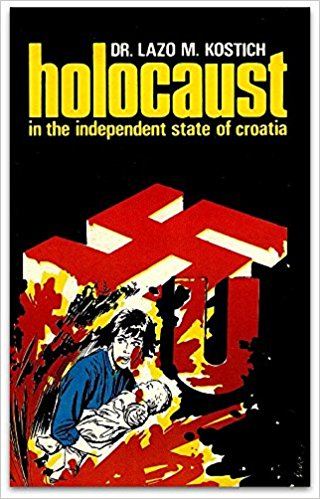 DR. LAZO M. KOSTICH
holocaust
in the independent state of croatia
U